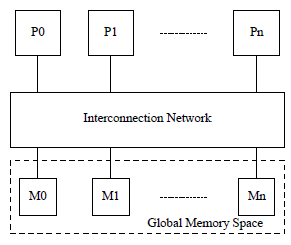 P0 P1 Pn
Interconnection Network
M0 M1 Mn
Global Memory Space